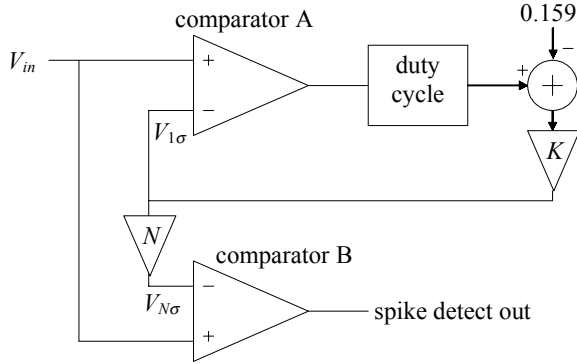 comparator A
0.159
−
V_in
+
duty
cycle
+
+
−
V_1σ
K
N
comparator B
−
V_Nσ
spike detect out
+